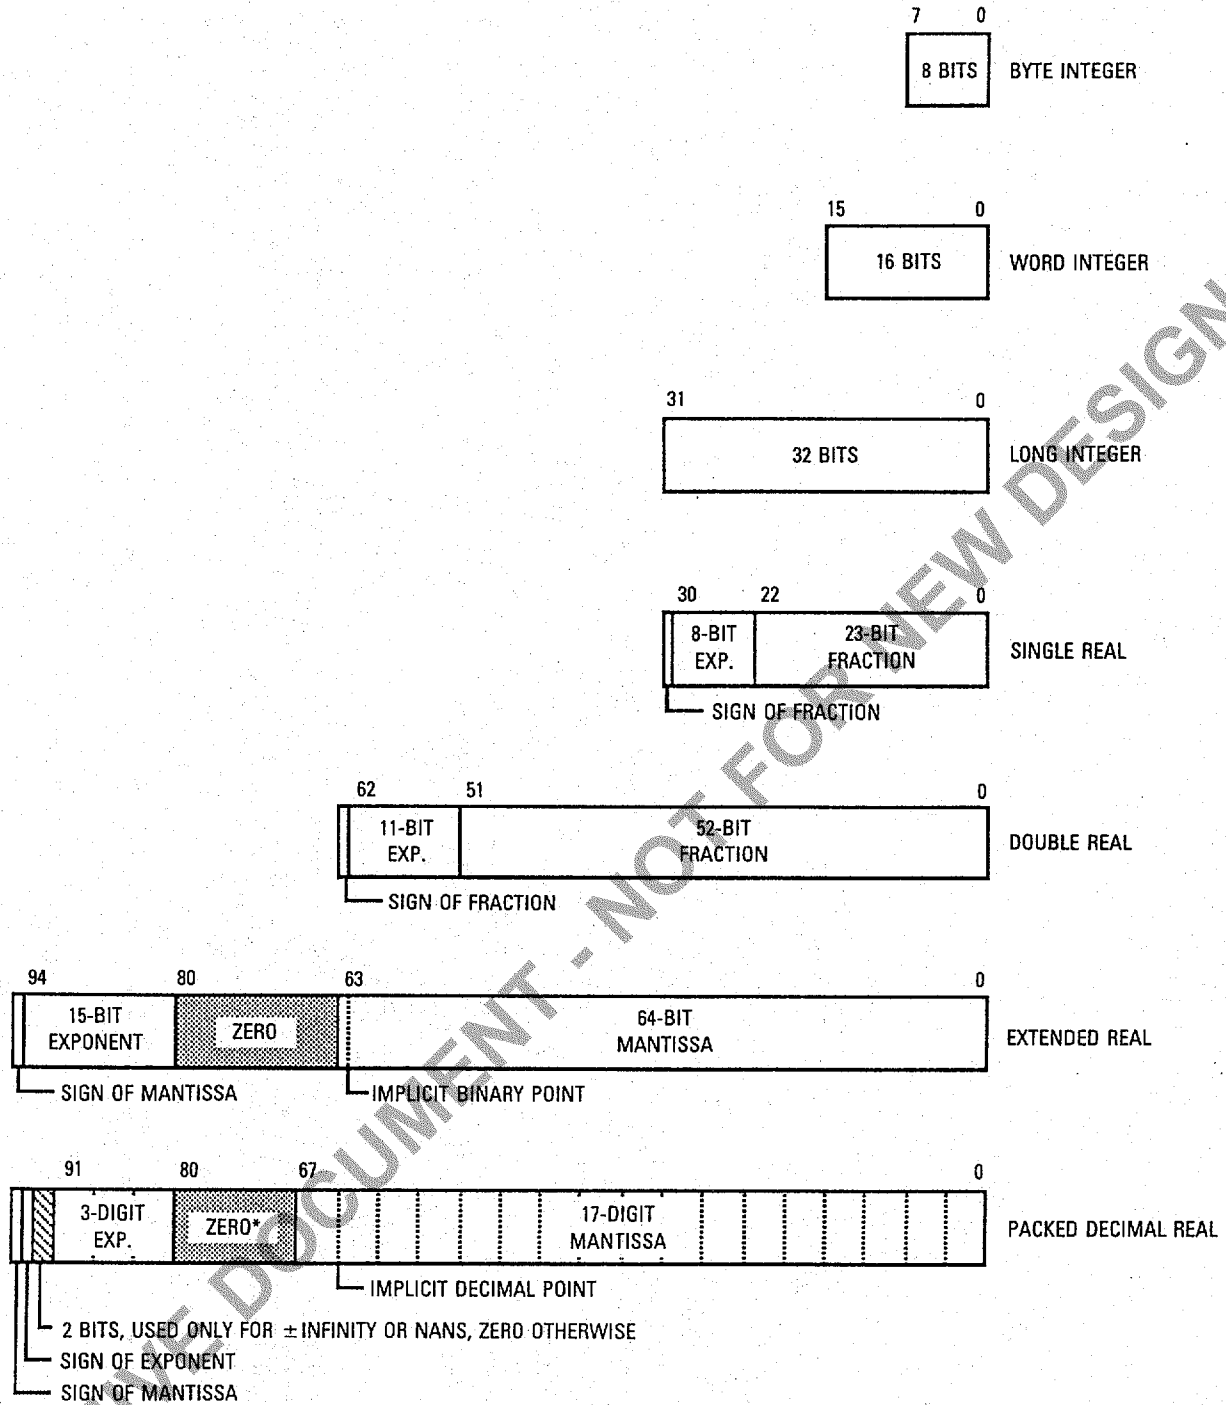 7 0
8 BITS BYTE INTEGER
15 0
16 BITS WORD INTEGER
31 0
32 BITS LONG INTEGER
30 22 0
8-BIT EXP. 23-BIT FRACTION SINGLE REAL
SIGN OF FRACTION
62 51 0
11-BIT EXP. 52-BIT FRACTION DOUBLE REAL
SIGN OF FRACTION
94 80 63 0
15-BIT EXPONENT ZERO 64-BIT MANTISSA EXTENDED REAL
SIGN OF MANTISSA IMPLICIT BINARY POINT
91 80 67 0
3-DIGIT EXP. ZERO* 17-DIGIT MANTISSA PACKED DECIMAL REAL
IMPLICIT DECIMAL POINT
2 BITS, USED ONLY FOR ± INFINITY OR NANS, ZERO OTHERWISE
SIGN OF EXPONENT
SIGN OF MANTISSA
DOCUMENT - NOT FOR NEW DESIGN